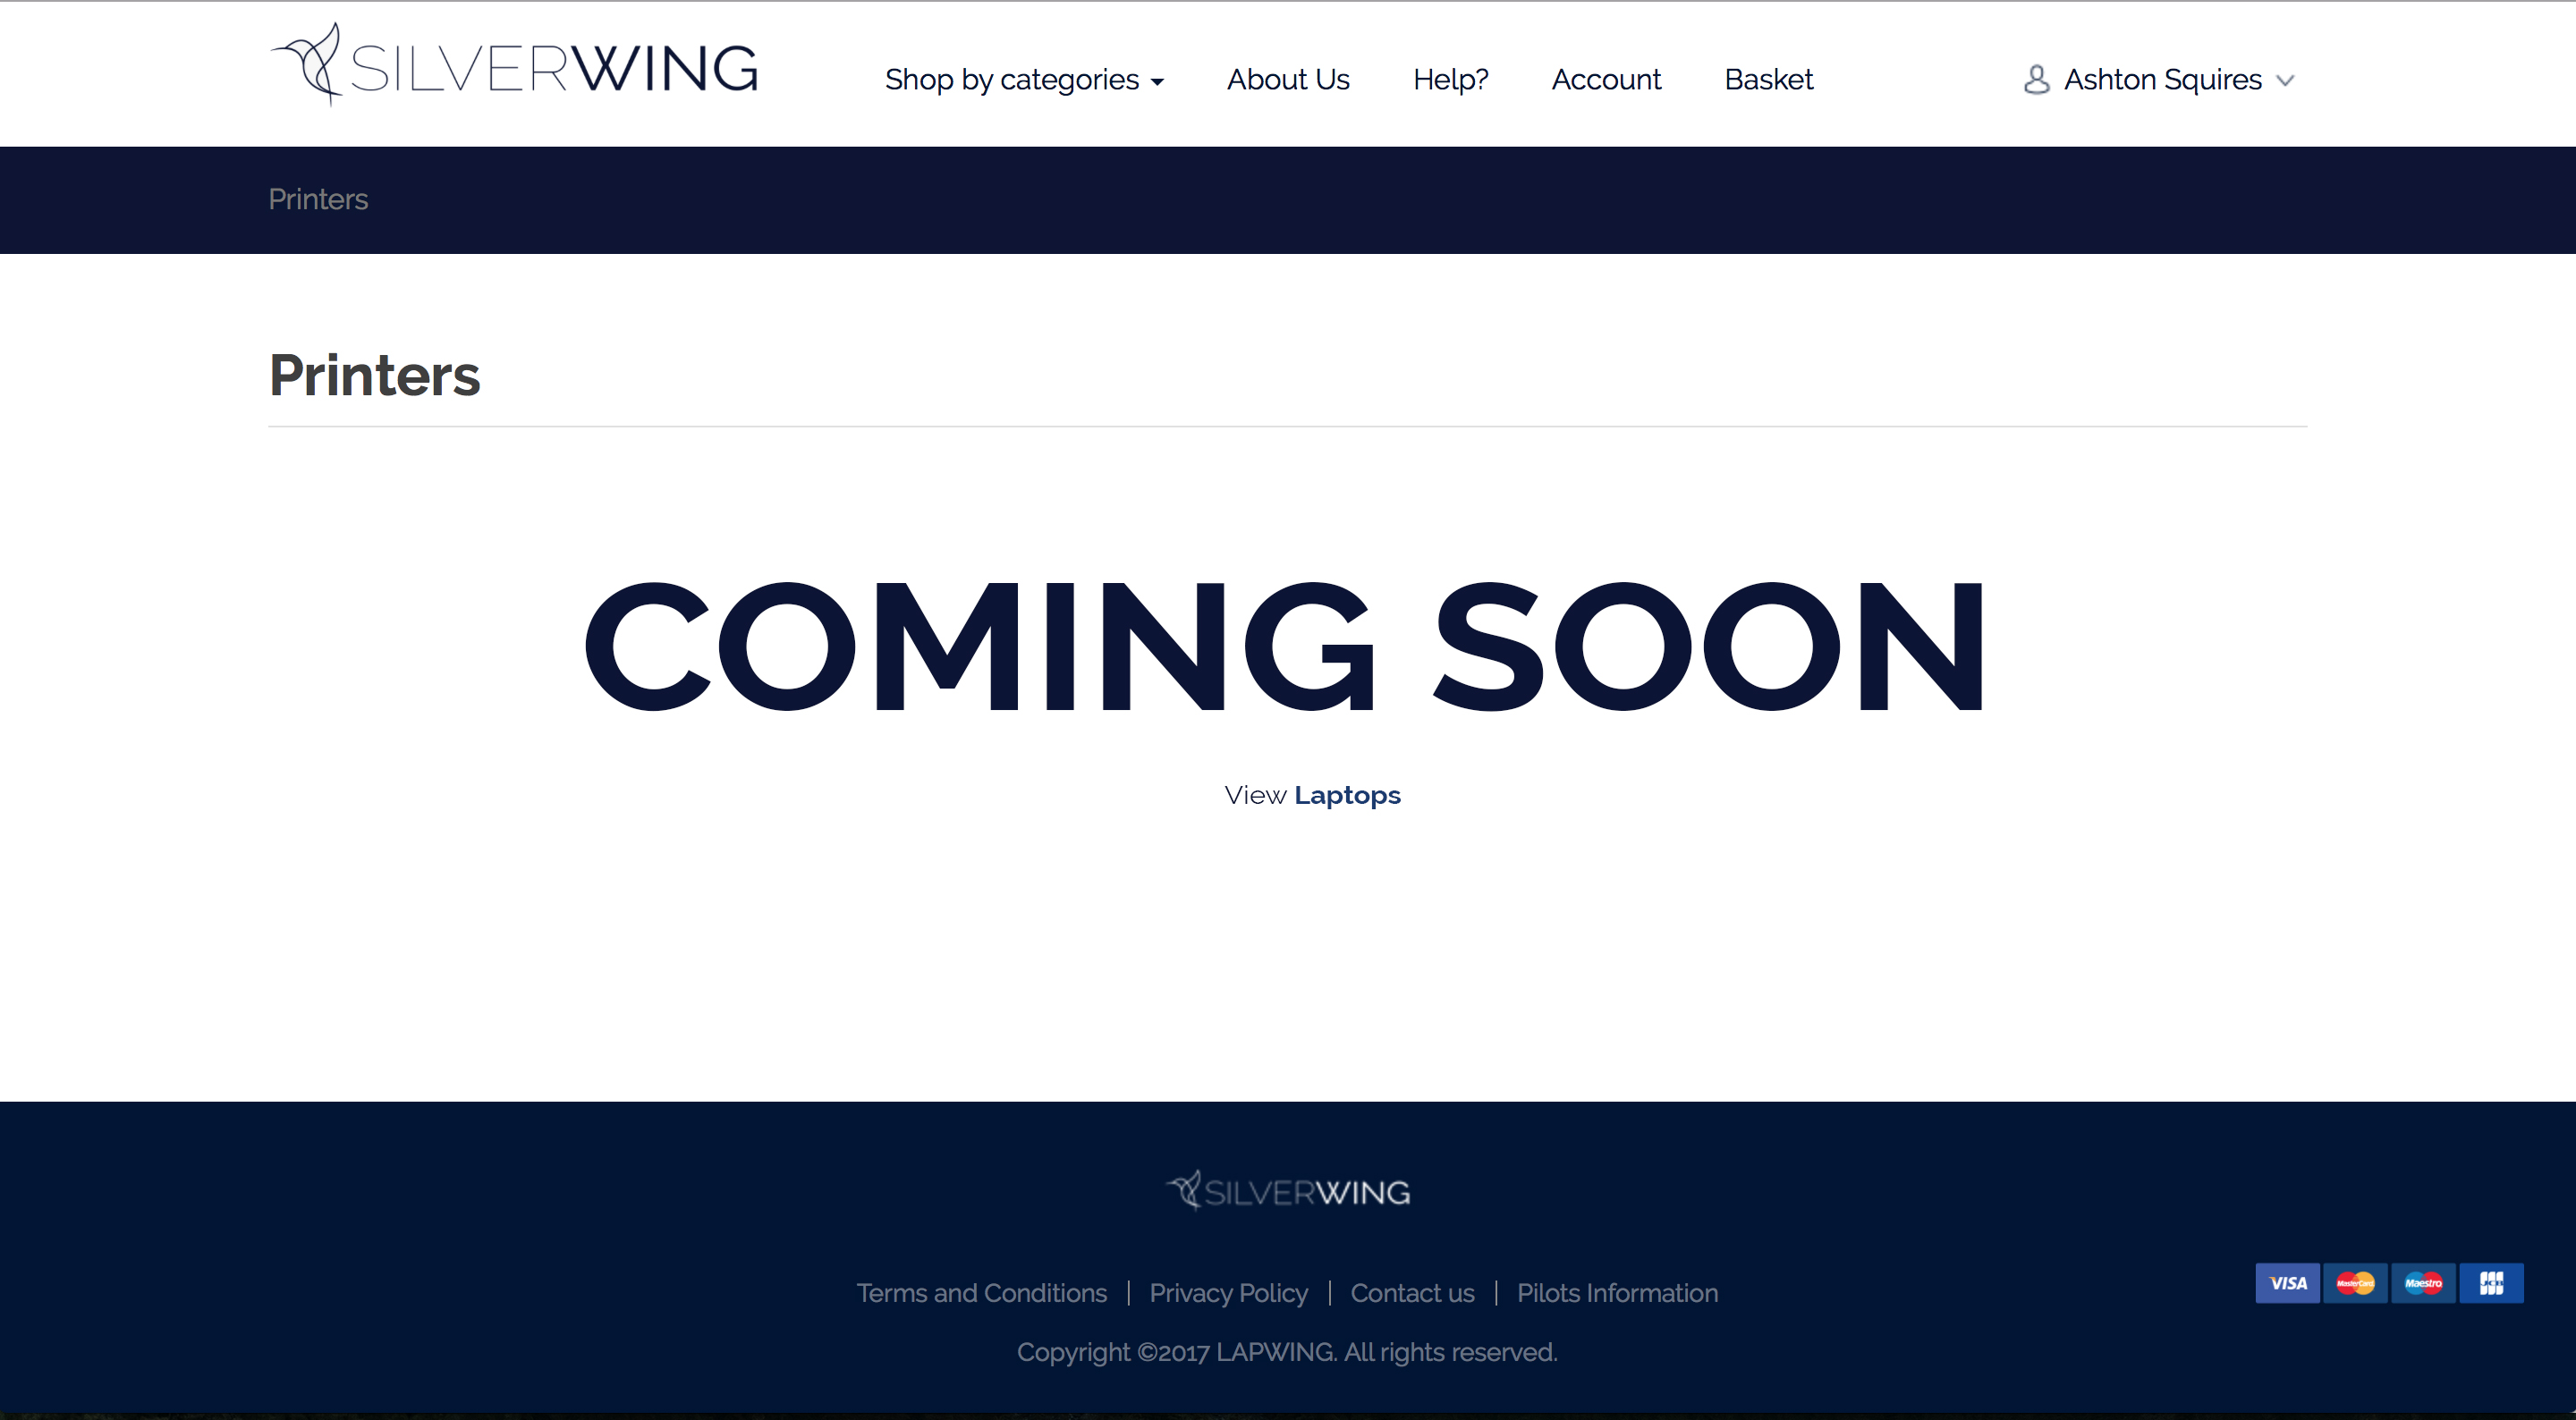 SILVERWING
Shop by categories About Us Help? Account Basket Ashton Squires
Printers
Printers
COMING SOON
View Laptops
SILVERWING
Terms and Conditions | Privacy Policy | Contact us | Pilots Information
VISA MasterCard Maestro JCB
Copyright ©2017 LAPWING. All rights reserved.